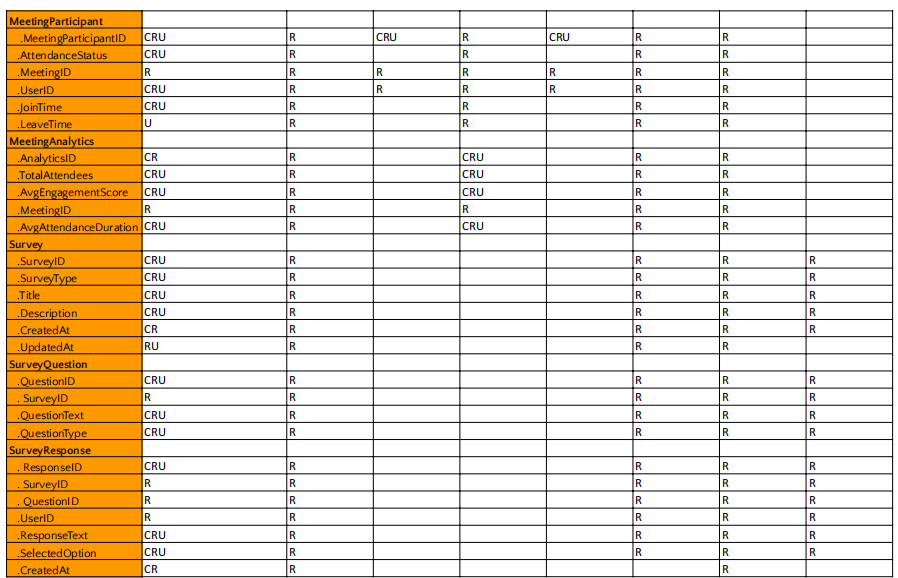 MeetingParticipant
.MeetingParticipantID CRU R CRU R CRU R R
.AttendanceStatus CRU R R R R
.MeetingID R R R R R R R
.UserID CRU R R R R R R
.JoinTime CRU R R R R
.LeaveTime U R R R R
MeetingAnalytics
.AnalyticsID CR R CRU R R
.TotalAttendees CRU R CRU R R
.AvgEngagementScore CRU R CRU R R
.MeetingID R R R R R
.AvgAttendanceDuration CRU R CRU R R
Survey
.SurveyID CRU R R R R
.SurveyType CRU R R R R
.Title CRU R R R R
.Description CRU R R R R
.CreatedAt CR R R R R
.UpdatedAt RU R R R
SurveyQuestion
.QuestionID CRU R R R R
. SurveyID R R R R R
.QuestionText CRU R R R R
.QuestionType CRU R R R R
SurveyResponse
. ResponseID CRU R R R R
. SurveyID R R R R R
. QuestionID R R R R R
.UserID R R R R R
.ResponseText CRU R R R R
.SelectedOption CRU R R R R
.CreatedAt CR R R